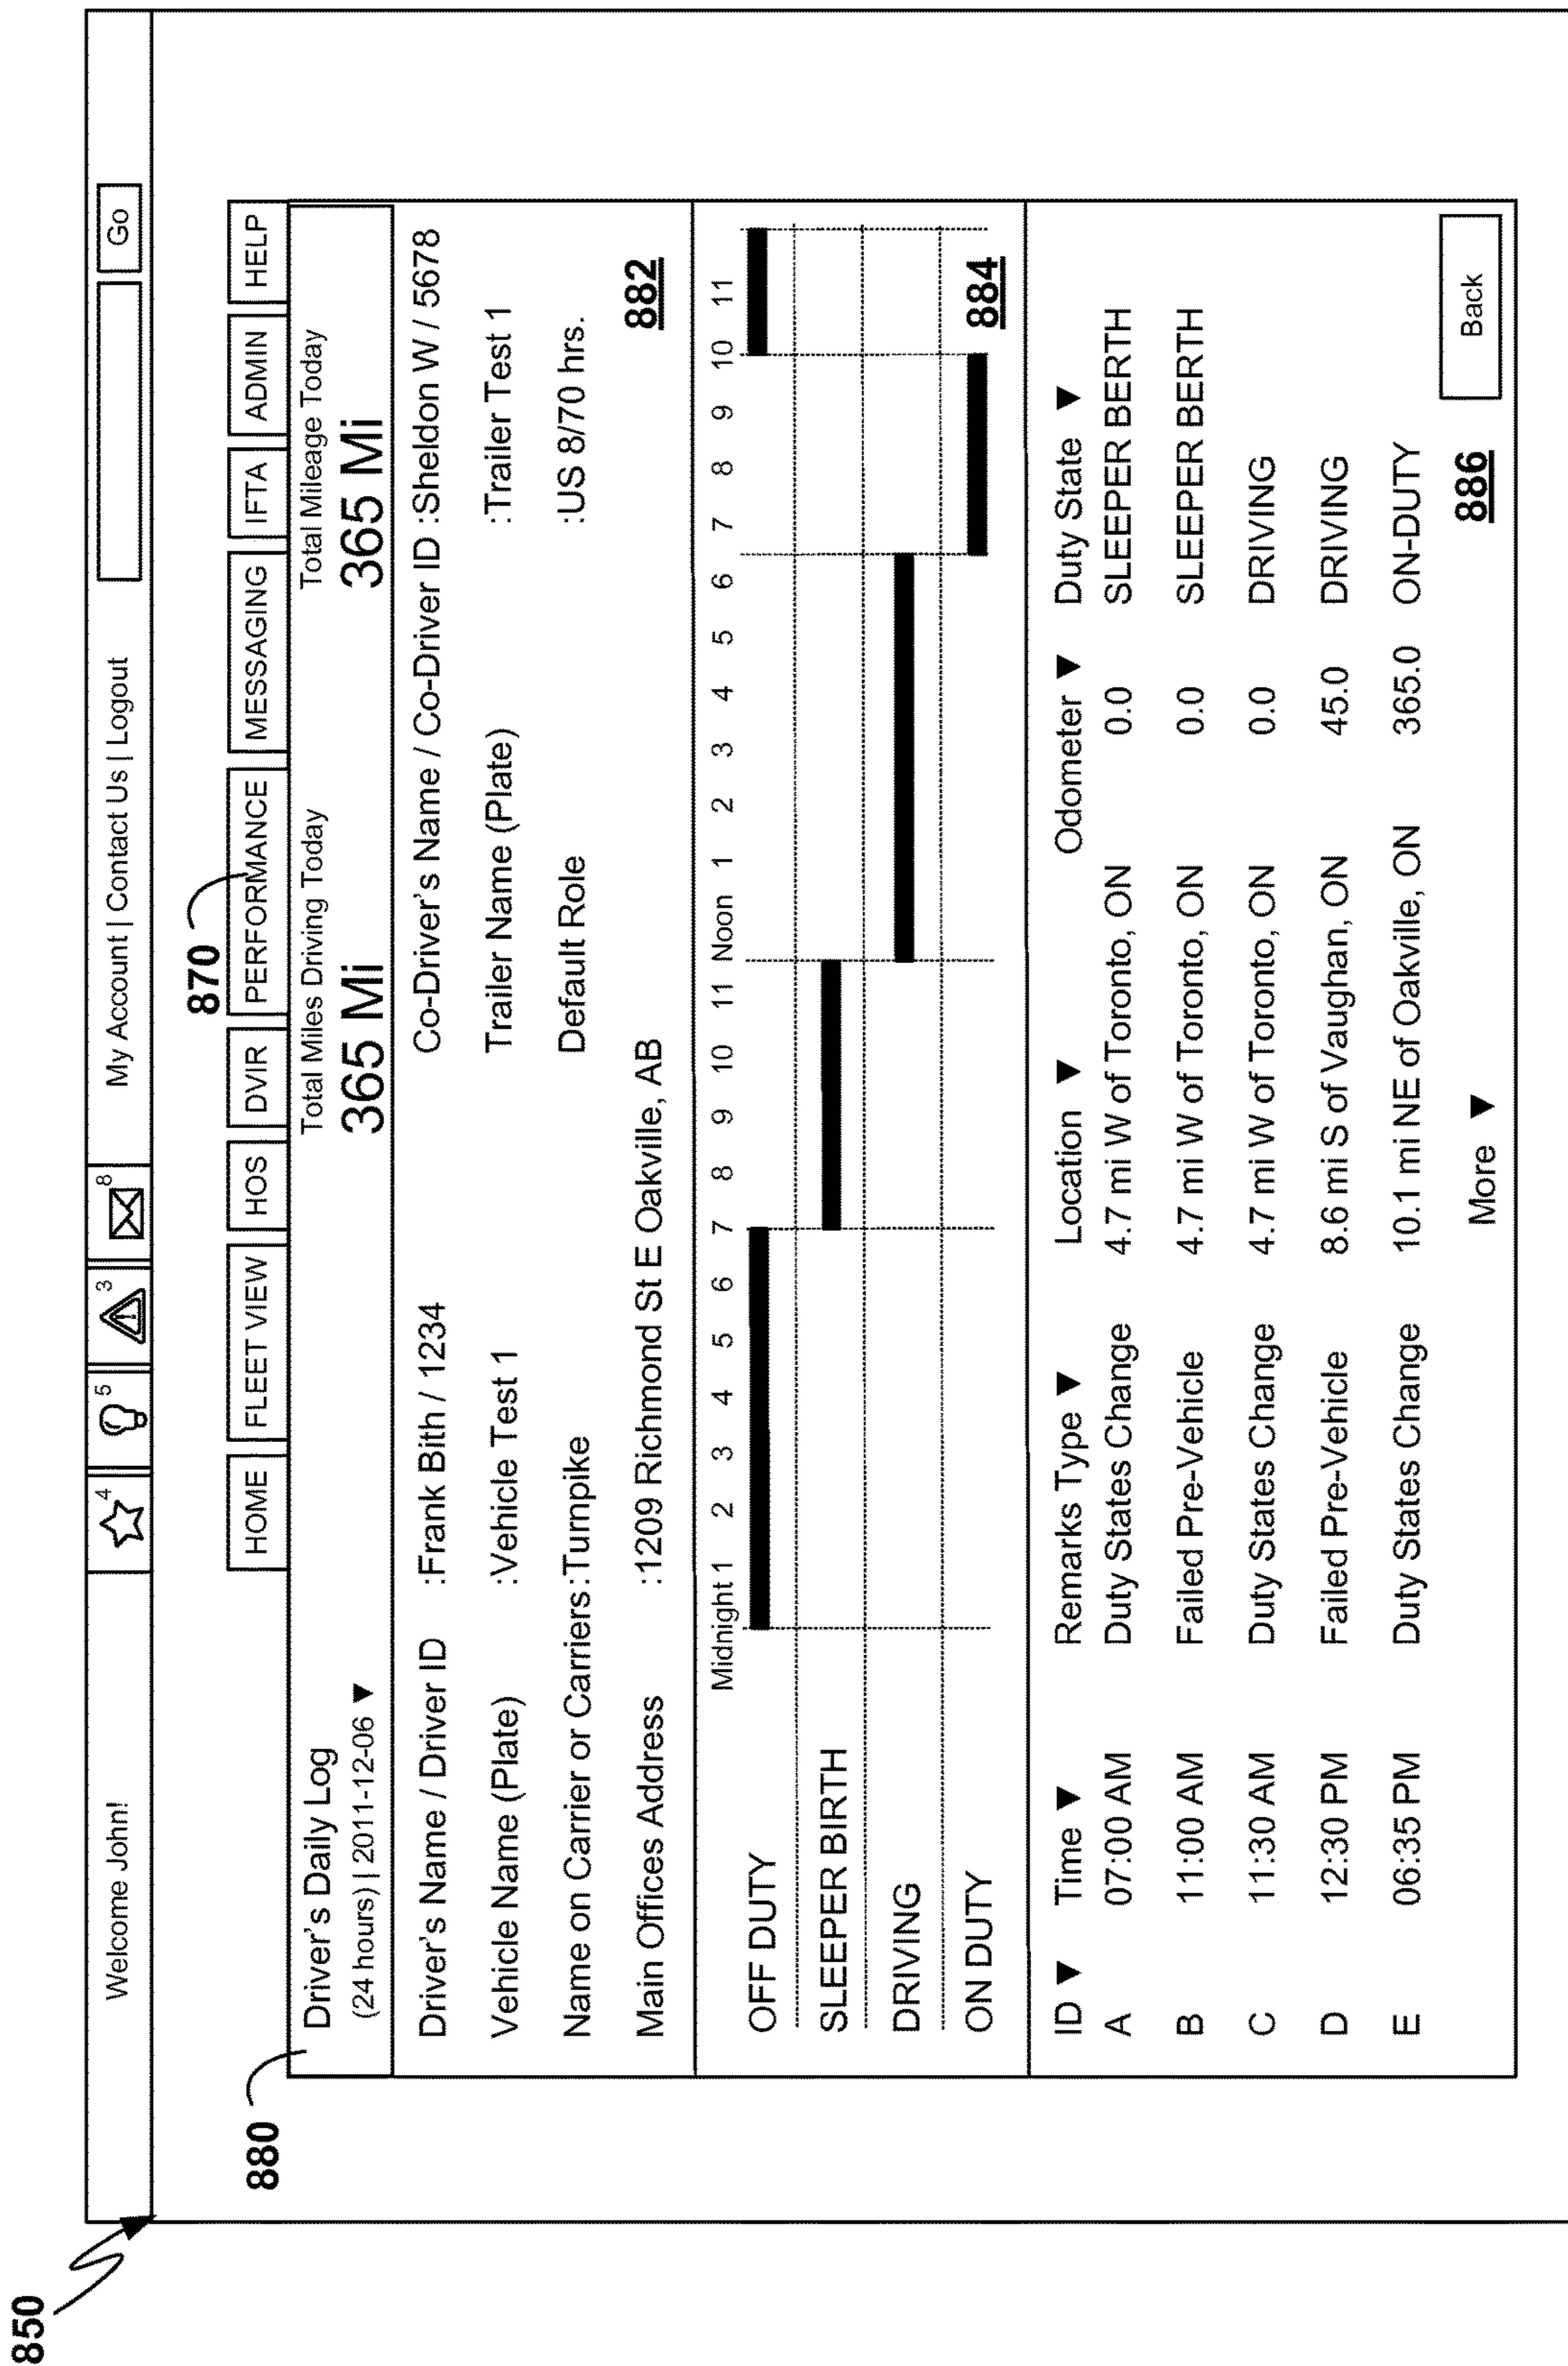 850
Welcome John! 4 5 3 8 My Account | Contact Us | Logout Go
870
HOME FLEET VIEW HOS DVIR PERFORMANCE MESSAGING IFTA ADMIN HELP
880
Driver's Daily Log Total Miles Driving Today Total Mileage Today
(24 hours) | 2011-12-06 ▼ 365 Mi 365 Mi
Driver's Name / Driver ID :Frank Bith / 1234 Co-Driver's Name / Co-Driver ID :Sheldon W / 5678
Vehicle Name (Plate) :Vehicle Test 1 Trailer Name (Plate) :Trailer Test 1
Name on Carrier or Carriers:Turnpike Default Role :US 8/70 hrs.
Main Offices Address :1209 Richmond St E Oakville, AB 882
Midnight 1 2 3 4 5 6 7 8 9 10 11 Noon 1 2 3 4 5 6 7 8 9 10 11
OFF DUTY
SLEEPER BIRTH
DRIVING
ON DUTY 884
ID ▼ Time ▼ Remarks Type ▼ Location ▼ Odometer ▼ Duty State ▼
A 07:00 AM Duty States Change 4.7 mi W of Toronto, ON 0.0 SLEEPER BERTH
B 11:00 AM Failed Pre-Vehicle 4.7 mi W of Toronto, ON 0.0 SLEEPER BERTH
C 11:30 AM Duty States Change 4.7 mi W of Toronto, ON 0.0 DRIVING
D 12:30 PM Failed Pre-Vehicle 8.6 mi S of Vaughan, ON 45.0 DRIVING
E 06:35 PM Duty States Change 10.1 mi NE of Oakville, ON 365.0 ON-DUTY
More ▼ 886 Back